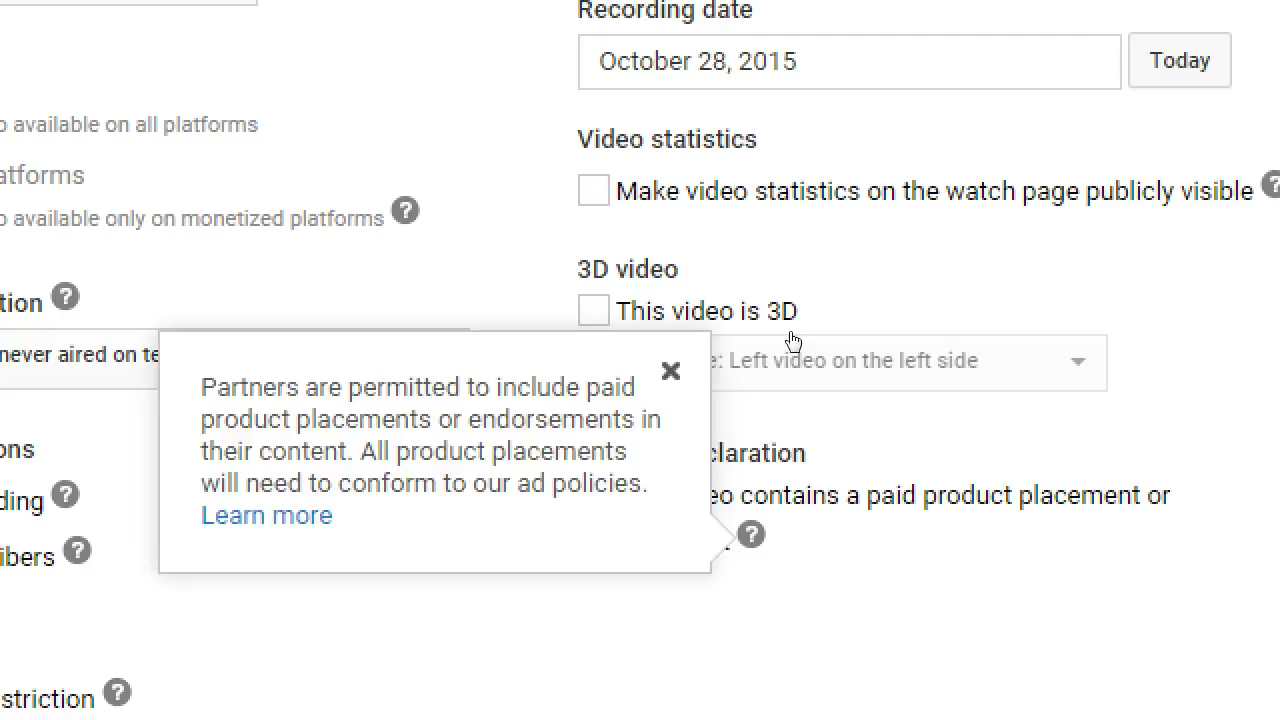 Recording date
October 28, 2015
Today
o available on all platforms
atforms
o available only on monetized platforms
?
tion
?
never aired on te
ons
ding
?
ibers
?
striction
?
Video statistics
Make video statistics on the watch page publicly visible
?
3D video
This video is 3D
e: Left video on the left side
Partners are permitted to include paid
product placements or endorsements in
their content. All product placements
will need to conform to our ad policies.
Learn more
claration
eo contains a paid product placement or
?